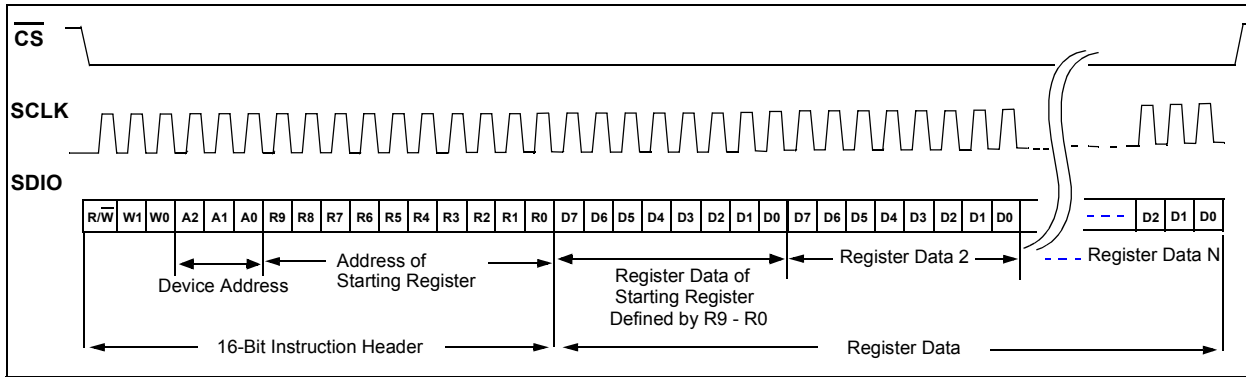 CS
SCLK
SDIO
R/W W1 W0 A2 A1 A0 R9 R8 R7 R6 R5 R4 R3 R2 R1 R0 D7 D6 D5 D4 D3 D2 D1 D0 D7 D6 D5 D4 D3 D2 D1 D0 D2 D1 D0
Device Address
Address of
Starting Register
Register Data of
Starting Register
Defined by R9 - R0
Register Data 2
Register Data N
16-Bit Instruction Header
Register Data